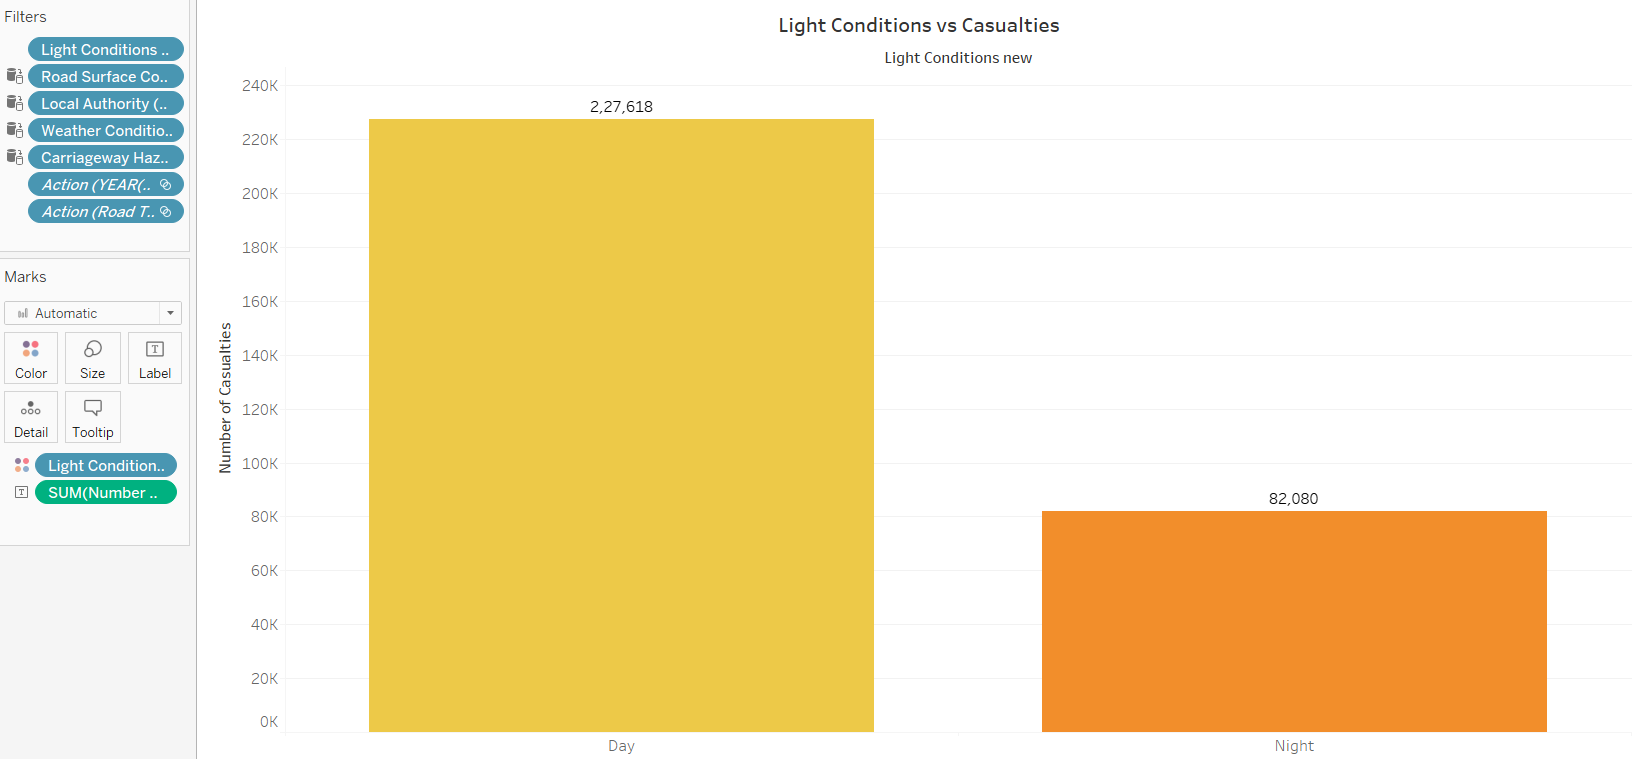 Filters
Light Conditions ..
Road Surface Co..
Local Authority (..
Weather Conditio..
Carriageway Haz..
Action (YEAR(..
Action (Road T..
Marks
Automatic
Color
Size
T
Label
Detail
Tooltip
Light Condition..
T
SUM(Number ..
Light Conditions vs Casualties
Light Conditions new
Number of Casualties
240K
220K
200K
180K
160K
140K
120K
100K
80K
60K
40K
20K
0K
2,27,618
82,080
Day
Night